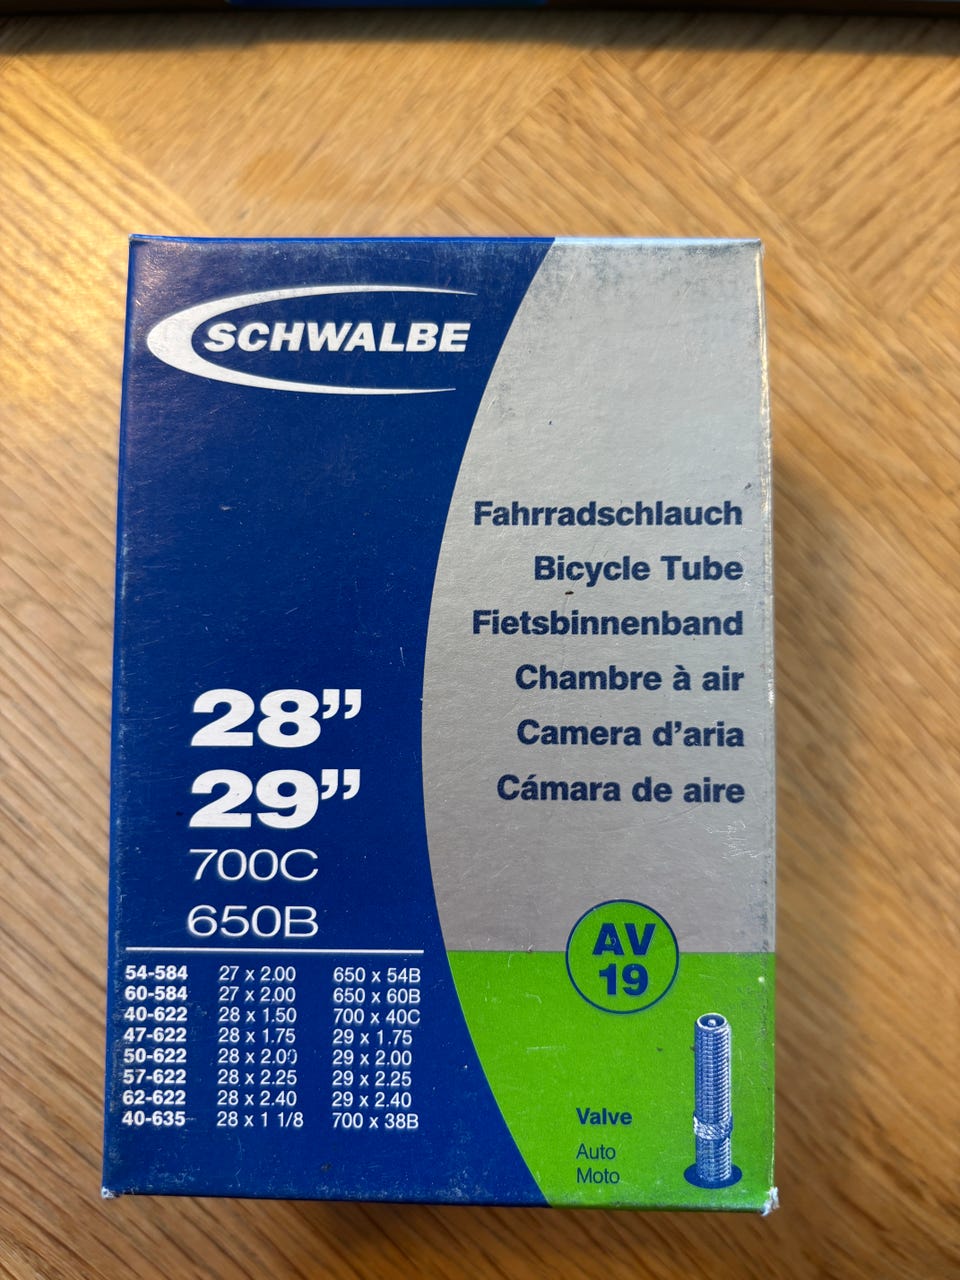 SCHWALBE
Fahrradschlauch
Bicycle Tube
Fietsbinnenband
Chambre à air
Camera d'aria
Cámara de aire
28”
29”
700C
650B
54-584 27 x 2.00 650 x 54B
60-584 27 x 2.00 650 x 60B
40-622 28 x 1.50 700 x 40C
47-622 28 x 1.75 29 x 1.75
50-622 28 x 2.00 29 x 2.00
57-622 28 x 2.25 29 x 2.25
62-622 28 x 2.40 29 x 2.40
40-635 28 x 1 1/8 700 x 38B
AV
19
Valve
Auto
Moto